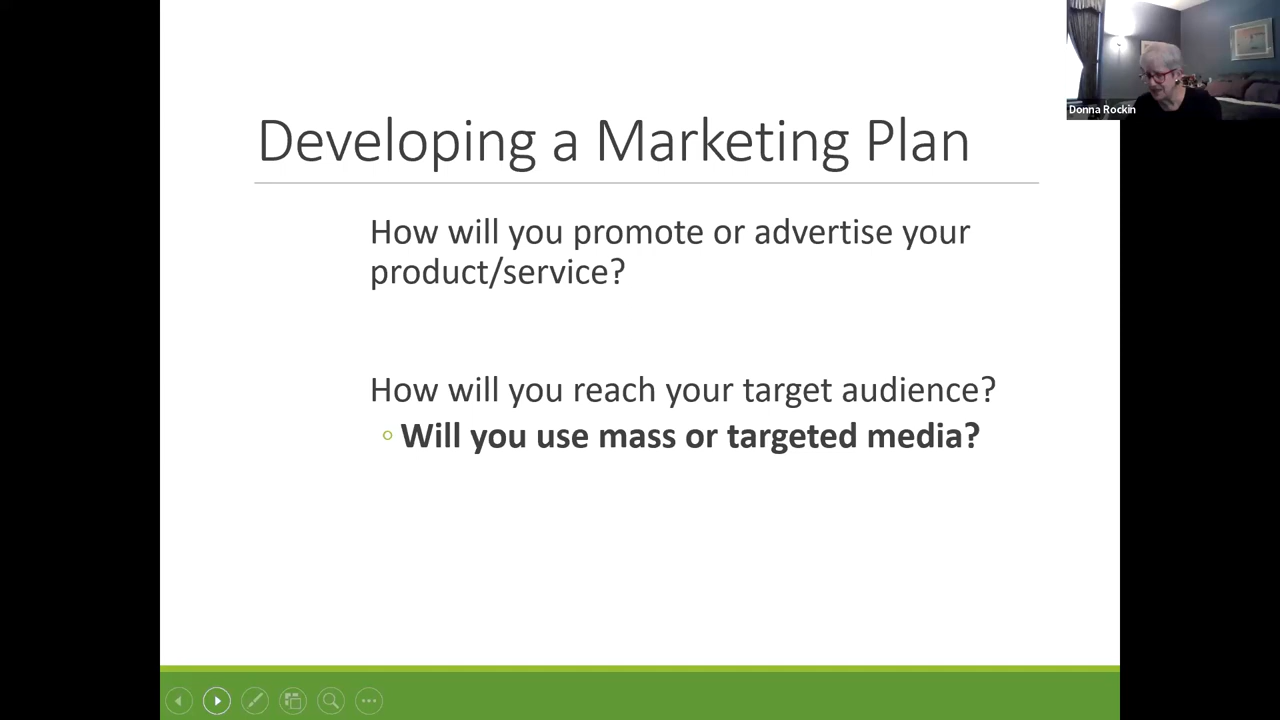 Developing a Marketing Plan
How will you promote or advertise your
product/service?
How will you reach your target audience?
Will you use mass or targeted media?
Donna Rockin